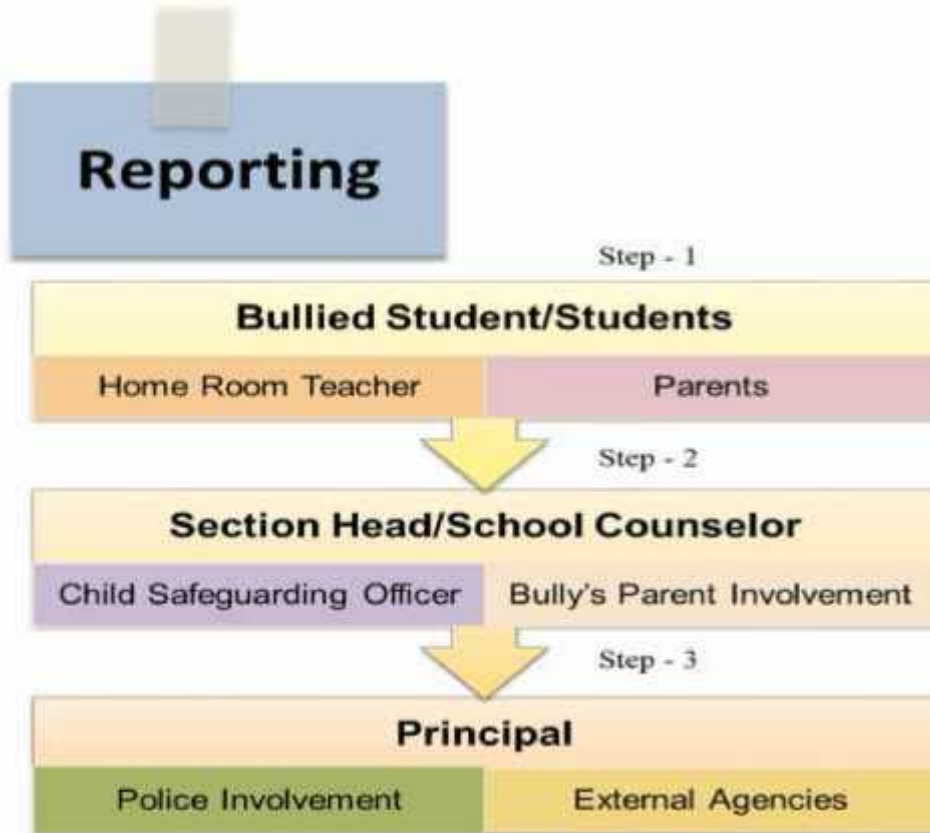 Reporting
Step - 1
Bullied Student/Students
Home Room Teacher
Parents
Step - 2
Section Head/School Counselor
Child Safeguarding Officer
Bully's Parent Involvement
Step - 3
Principal
Police Involvement
External Agencies